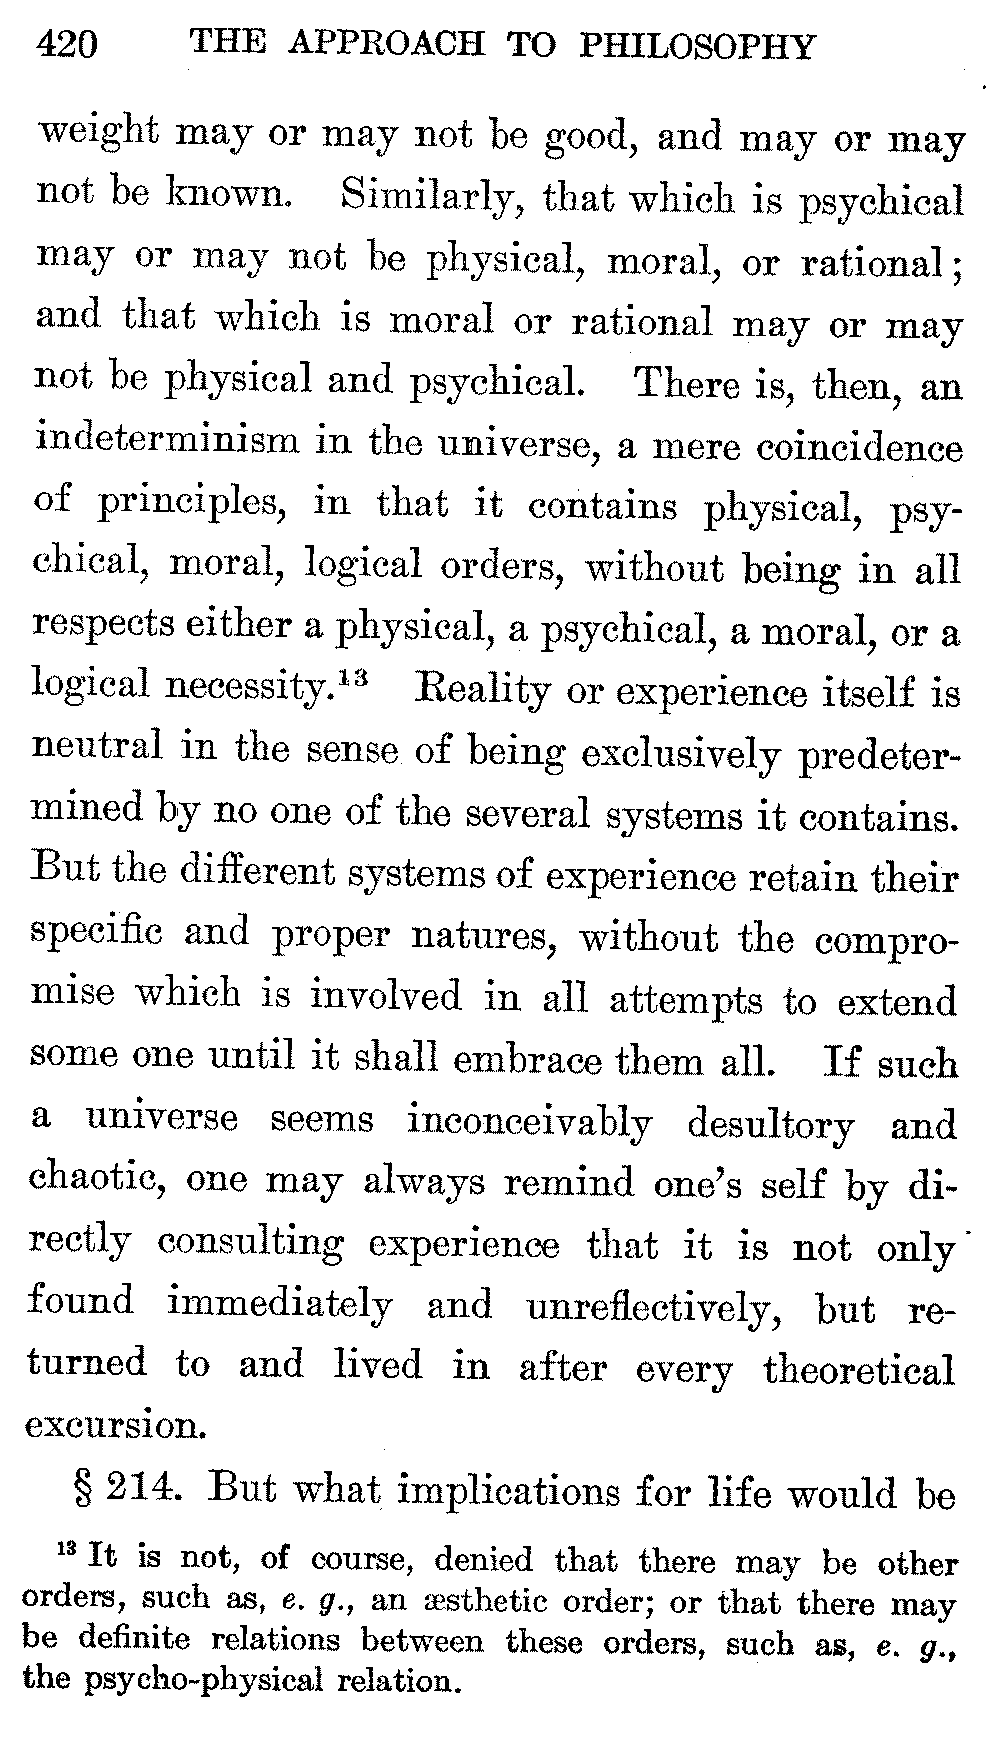 420 THE APPROACH TO PHILOSOPHY
weight may or may not be good, and may or may
not be known. Similarly, that which is psychical
may or may not be physical, moral, or rational;
and that which is moral or rational may or may
not be physical and psychical. There is, then, an
indeterminism in the universe, a mere coincidence
of principles, in that it contains physical, psy-
chical, moral, logical orders, without being in all
respects either a physical, a psychical, a moral, or a
logical necessity.¹³ Reality or experience itself is
neutral in the sense of being exclusively predeter-
mined by no one of the several systems it contains.
But the different systems of experience retain their
specific and proper natures, without the compro-
mise which is involved in all attempts to extend
some one until it shall embrace them all. If such
a universe seems inconceivably desultory and
chaotic, one may always remind one's self by di-
rectly consulting experience that it is not only
found immediately and unreflectively, but re-
turned to and lived in after every theoretical
excursion.
§ 214. But what implications for life would be
¹³ It is not, of course, denied that there may be other
orders, such as, e. g., an æsthetic order; or that there may
be definite relations between these orders, such as, e. g.,
the psycho-physical relation.